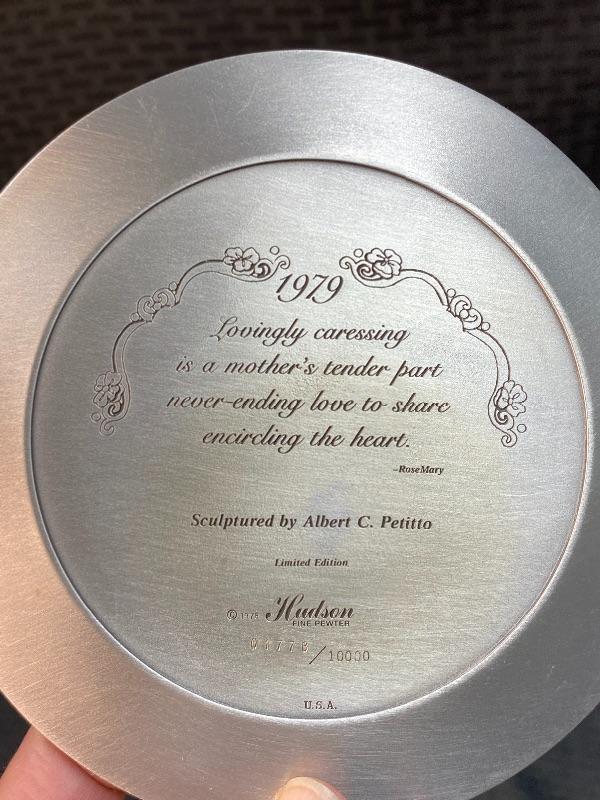 1979
Lovingly caressing
is a mother's tender part
never-ending love to share
encircling the heart.
-RoseMary
Sculptured by Albert C. Petitto
Limited Edition
© Hudson
FINE PEWTER
/10000
U.S.A.